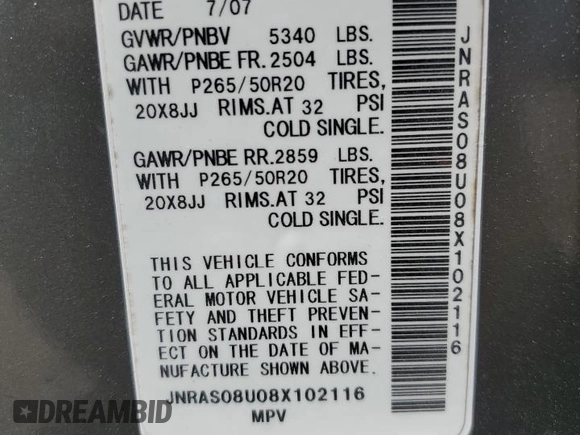 DATE 7/07
GVWR/PNBV 5340 LBS.
GAWR/PNBE FR. 2504 LBS.
WITH P265/50R20 TIRES,
20X8JJ RIMS.AT 32 PSI
COLD SINGLE.
GAWR/PNBE RR. 2859 LBS.
WITH P265/50R20 TIRES,
20X8JJ RIMS.AT 32 PSI
COLD SINGLE.
THIS VEHICLE CONFORMS
TO ALL APPLICABLE FED-
ERAL MOTOR VEHICLE SA-
FETY AND THEFT PREVEN-
TION STANDARDS IN EFF-
ECT ON THE DATE OF MA-
NUFACTURE SHOWN ABOVE.
JNRAS08U08X102116
MPV
JNRAS08U08X102116
DREAMBID